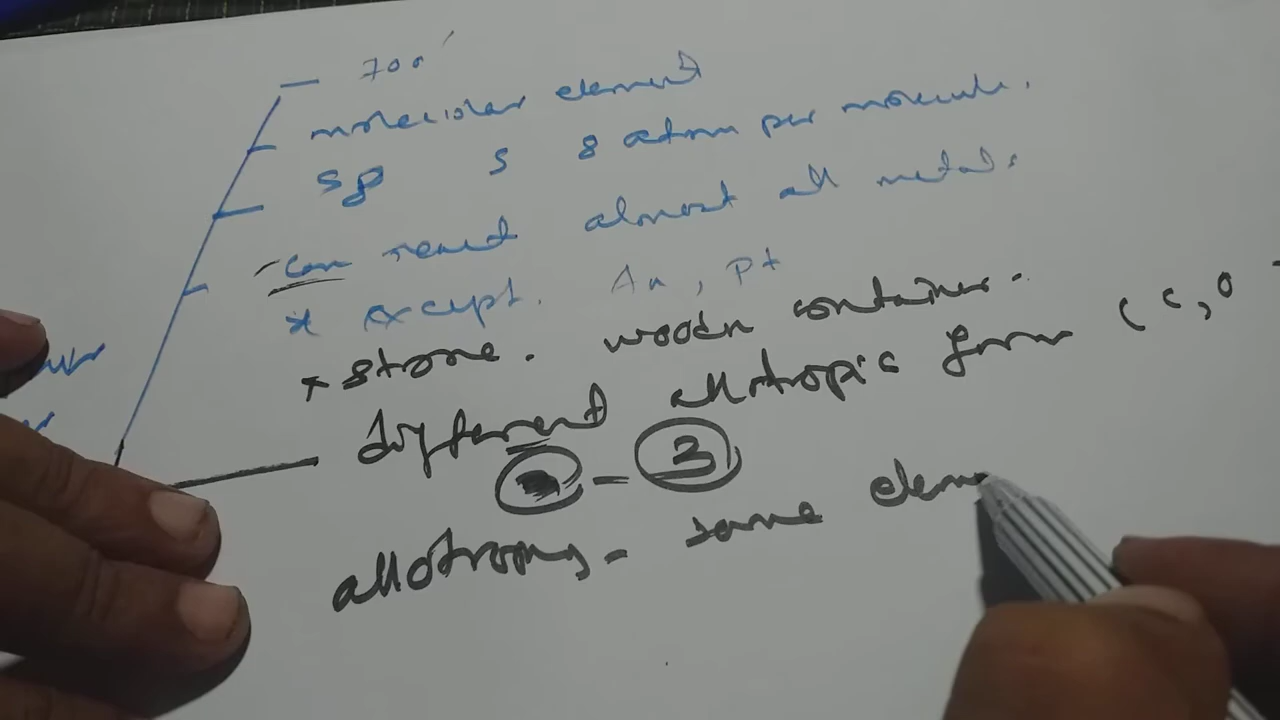 700
molecular element
S8 S 8 atom per molecule.
can react almost all metals
* except. Au, Pt
* stone. wooden container.
different allotropic form (C, O
- 3
allotropy - same elem